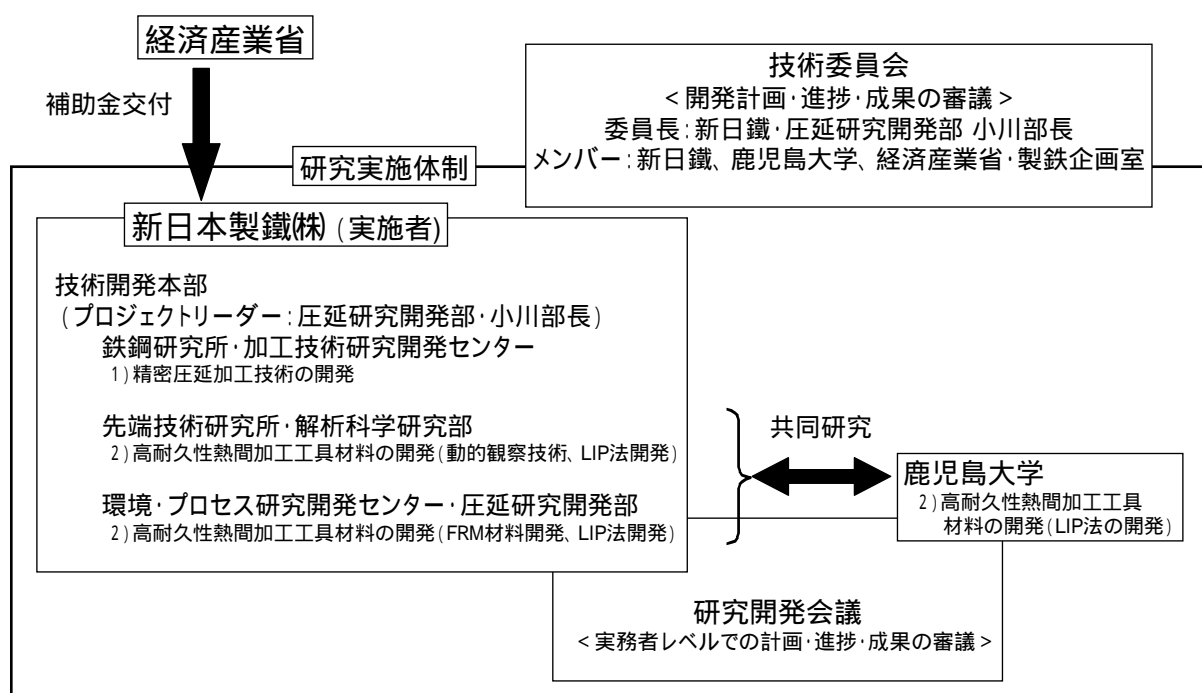 経済産業省
補助金交付
技術委員会
<開発計画・進捗・成果の審議>
委員長:新日鐵・圧延研究開発部 小川部長
メンバー:新日鐵、鹿児島大学、経済産業省・製鉄企画室
研究実施体制
新日本製鐵㈱ (実施者)
技術開発本部
(プロジェクトリーダー:圧延研究開発部・小川部長)
鉄鋼研究所・加工技術研究開発センター
1)精密圧延加工技術の開発
先端技術研究所・解析科学研究部
2)高耐久性熱間加工工具材料の開発(動的観察技術、LIP法開発)
環境・プロセス研究開発センター・圧延研究開発部
2)高耐久性熱間加工工具材料の開発(FRM材料開発、LIP法開発)
共同研究
鹿児島大学
2)高耐久性熱間加工工具
材料の開発(LIP法の開発)
研究開発会議
<実務者レベルでの計画・進捗・成果の審議>